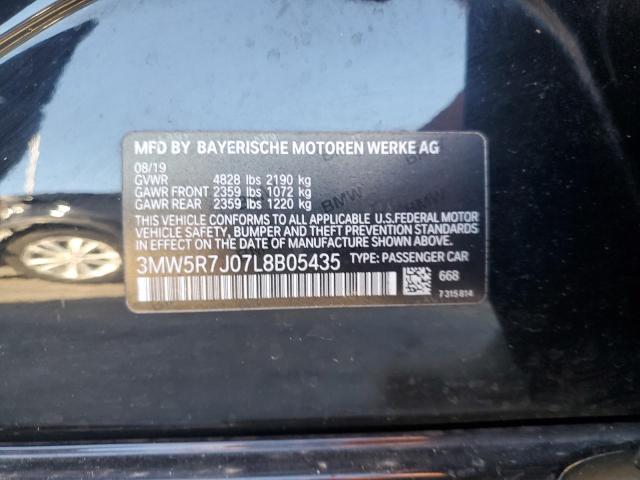 MFD BY BAYERISCHE MOTOREN WERKE AG
08/19
GVWR 4828 lbs 2190 kg
GAWR FRONT 2359 lbs 1072 kg
GAWR REAR 2359 lbs 1220 kg
THIS VEHICLE CONFORMS TO ALL APPLICABLE U.S.FEDERAL MOTOR
VEHICLE SAFETY, BUMPER AND THEFT PREVENTION STANDARDS
IN EFFECT ON THE DATE OF MANUFACTURE SHOWN ABOVE.
3MW5R7J07L8B05435 TYPE: PASSENGER CAR
668
7315814
BMW
BMW